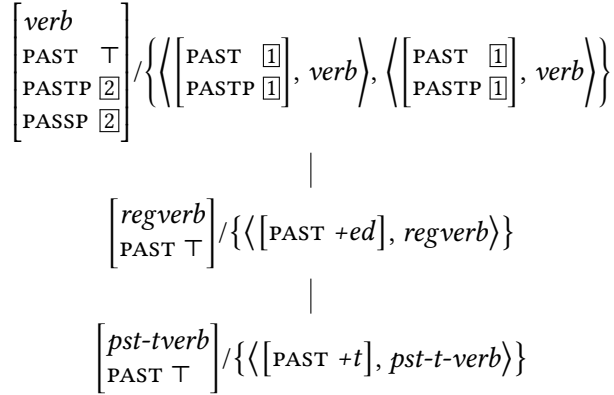 [verb
PAST ⊤
PASTP [2]
PASSP [2]] / {⟨[PAST [1]
PASTP [1]], verb⟩, ⟨[PAST [1]
PASTP [1]], verb⟩}
[regverb
PAST ⊤] / {⟨[PAST +ed], regverb⟩}
[pst-tverb
PAST ⊤] / {⟨[PAST +t], pst-t-verb⟩}